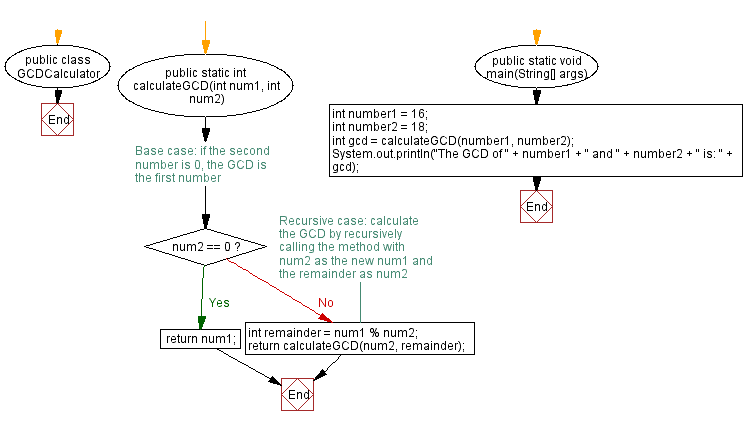 public class
GCDCalculator
End
public static int
calculateGCD(int num1, int
num2)
Base case: if the second
number is 0, the GCD is
the first number
num2 == 0 ?
Yes
No
Recursive case: calculate
the GCD by recursively
calling the method with
num2 as the new num1 and
the remainder as num2
return num1;
int remainder = num1 % num2;
return calculateGCD(num2, remainder);
End
public static void
main(String[] args)
int number1 = 16;
int number2 = 18;
int gcd = calculateGCD(number1, number2);
System.out.println("The GCD of " + number1 + " and " + number2 + " is: " +
gcd);
End